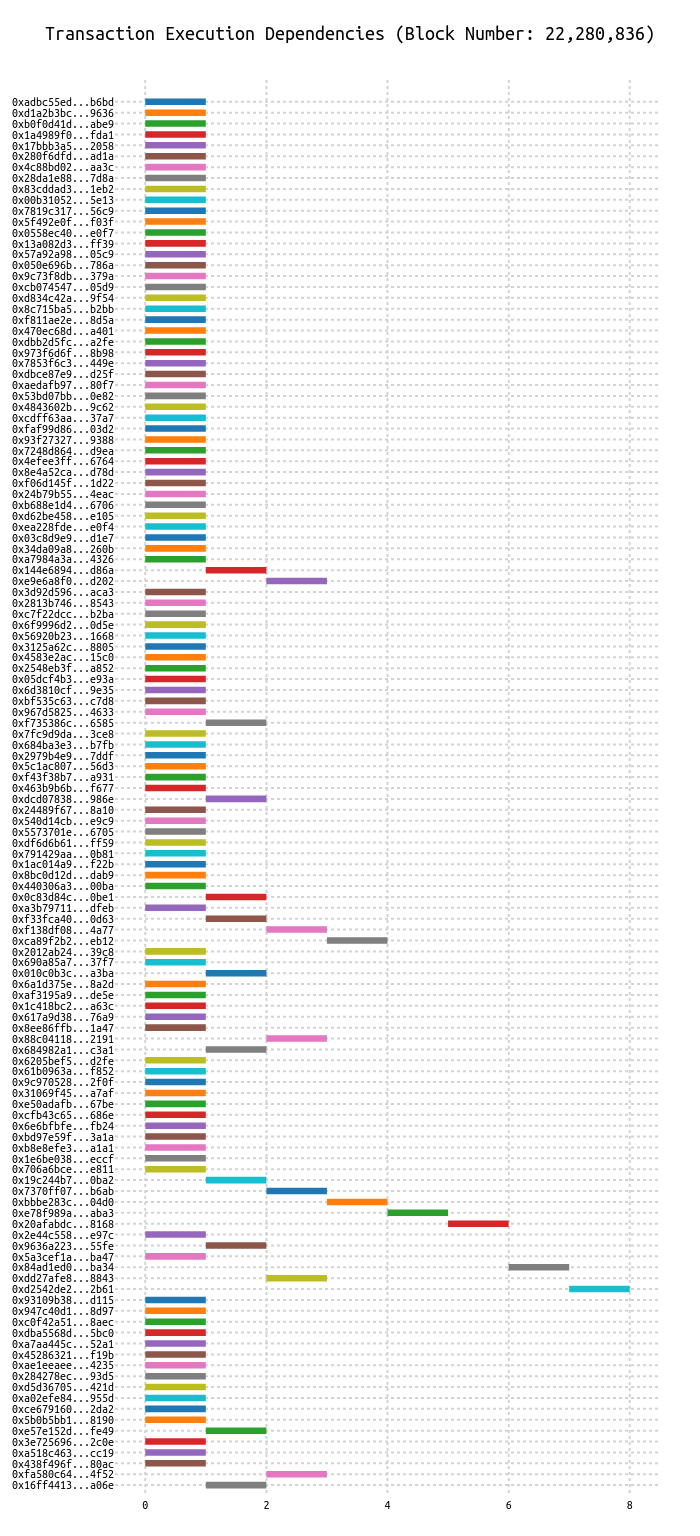 Transaction Execution Dependencies (Block Number: 22,280,836)
0xadbc55ed...b6bd
0xd1a2b3bc...9636
0xb0f0d41d...abe9
0x1a4989f0...fda1
0x17bbb3a5...2058
0x280f6dfd...ad1a
0x4c88bd02...aa3c
0x28da1e88...7d8a
0x83cddad3...1eb2
0x00b31052...5e13
0x7819c317...56c9
0x5f492e0f...f03f
0x0558ec40...e0f7
0x13a082d3...ff39
0x57a92a98...05c9
0x050e696b...786a
0x9c73f8db...379a
0xcb074547...05d9
0xd834c42a...9f54
0x8c715ba5...b2bb
0xf811ae2e...8d5a
0x470ec68d...a401
0xdbb2d5fc...a2fe
0x973f6d6f...8b98
0x7853f6c3...449e
0xdbce87e9...d25f
0xaedafb97...80f7
0x53bd07bb...0e82
0x4843602b...9c62
0xcdff63aa...37a7
0xfaf99d86...03d2
0x93f27327...9388
0x7248d864...d9ea
0x4efee3ff...6764
0x8e4a52ca...d78d
0xf06d145f...1d22
0x24b79b55...4eac
0xb688e1d4...6706
0xd62be458...e105
0xea228fde...e0f4
0x03c8d9e9...d1e7
0x34da09a8...260b
0xa7984a3a...4326
0x144e6894...d86a
0xe9e6a8f0...d202
0x3d92d596...aca3
0x2813b746...8543
0xc7f22dcc...b2ba
0x6f9996d2...0d5e
0x56920b23...1668
0x3125a62c...8805
0x4583e2ac...15c0
0x2548eb3f...a852
0x05dcf4b3...e93a
0x6d3810cf...9e35
0xbf535c63...c7d8
0x967d5825...4633
0xf735386c...6585
0x7fc9d9da...3ce8
0x684ba3e3...b7fb
0x2979b4e9...7ddf
0x5c1ac807...56d3
0xf43f38b7...a931
0x463b9b6b...f677
0xdcd07838...986e
0x24489f67...8a10
0x540d14cb...e9c9
0x5573701e...6705
0xdf6d6b61...ff59
0x791429aa...0b81
0x1ac014a9...f22b
0x8bc0d12d...dab9
0x440306a3...00ba
0x0c83d84c...0be1
0xa3b79711...dfeb
0xf33fca40...0d63
0xf138df08...4a77
0xca89f2b2...eb12
0x2012ab24...39c8
0x690a85a7...37f7
0x010c0b3c...a3ba
0x6a1d375e...8a2d
0xaf3195a9...de5e
0x1c418bc2...a63c
0x617a9d38...76a9
0x8ee86ffb...1a47
0x88c04118...2191
0x684982a1...c3a1
0x6205bef5...d2fe
0x61b0963a...f852
0x9c970528...2f0f
0x31069f45...a7af
0xe50adafb...67be
0xcfb43c65...686e
0x6e6bfbfe...fb24
0xbd97e59f...3a1a
0xb8e8efe3...a1a1
0x1e6be038...eccf
0x706a6bce...e811
0x19c244b7...0ba2
0x7370ff07...b6ab
0xbbbe283c...04d0
0xe78f989a...aba3
0x20afabdc...8168
0x2e44c558...e97c
0x9636a223...55fe
0x5a3cef1a...ba47
0x84ad1ed0...ba34
0xdd27afe8...8843
0xd2542de2...2b61
0x93109b38...d115
0x947c40d1...8d97
0xc0f42a51...8aec
0xdba5568d...5bc0
0xa7aa445c...52a1
0x45286321...f19b
0xae1eeaee...4235
0x284278ec...93d5
0xd5d36705...421d
0xa02efe84...955d
0xce679160...2da2
0x5b0b5bb1...8190
0xe57e152d...fe49
0x3e725696...2c0e
0xa518c463...cc19
0x438f496f...80ac
0xfa580c64...4f52
0x16ff4413...a06e
0 2 4 6 8